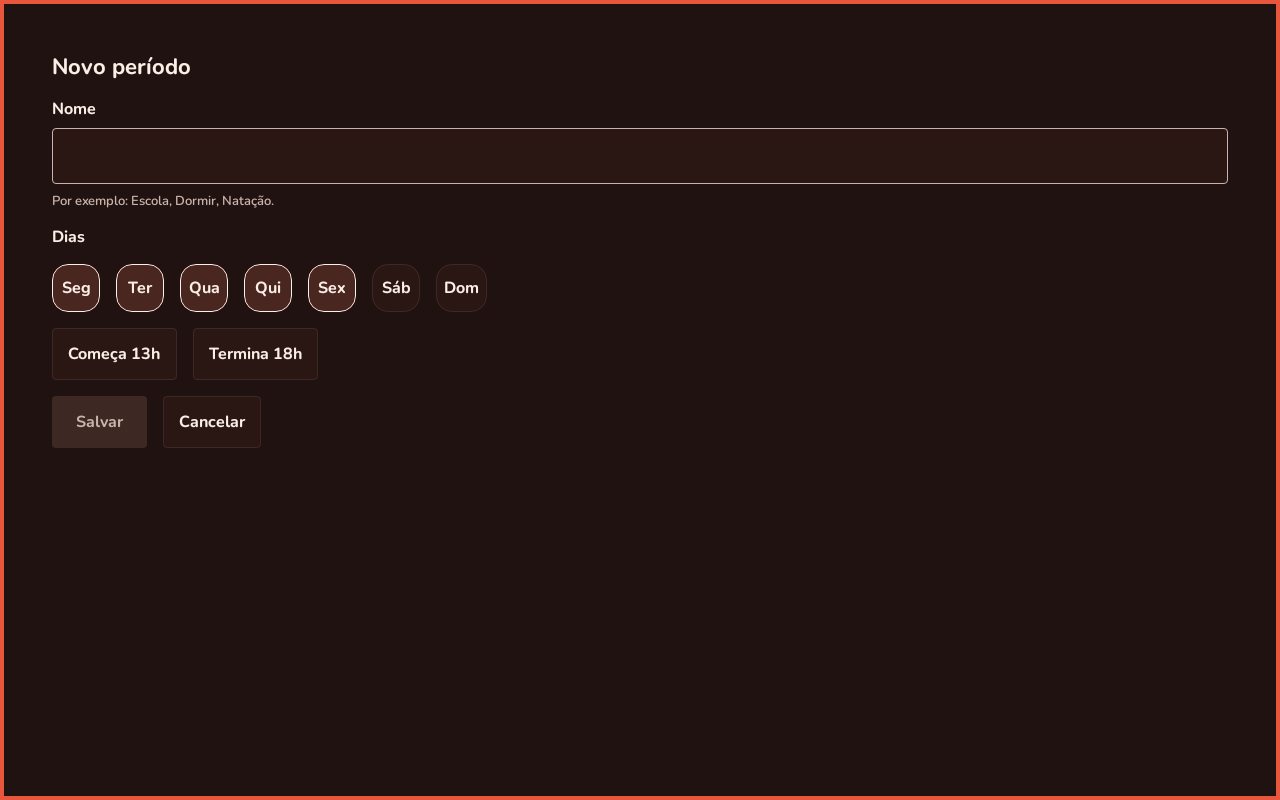 Novo período
Nome
Por exemplo: Escola, Dormir, Natação.
Dias
Seg Ter Qua Qui Sex Sáb Dom
Começa 13h Termina 18h
Salvar Cancelar